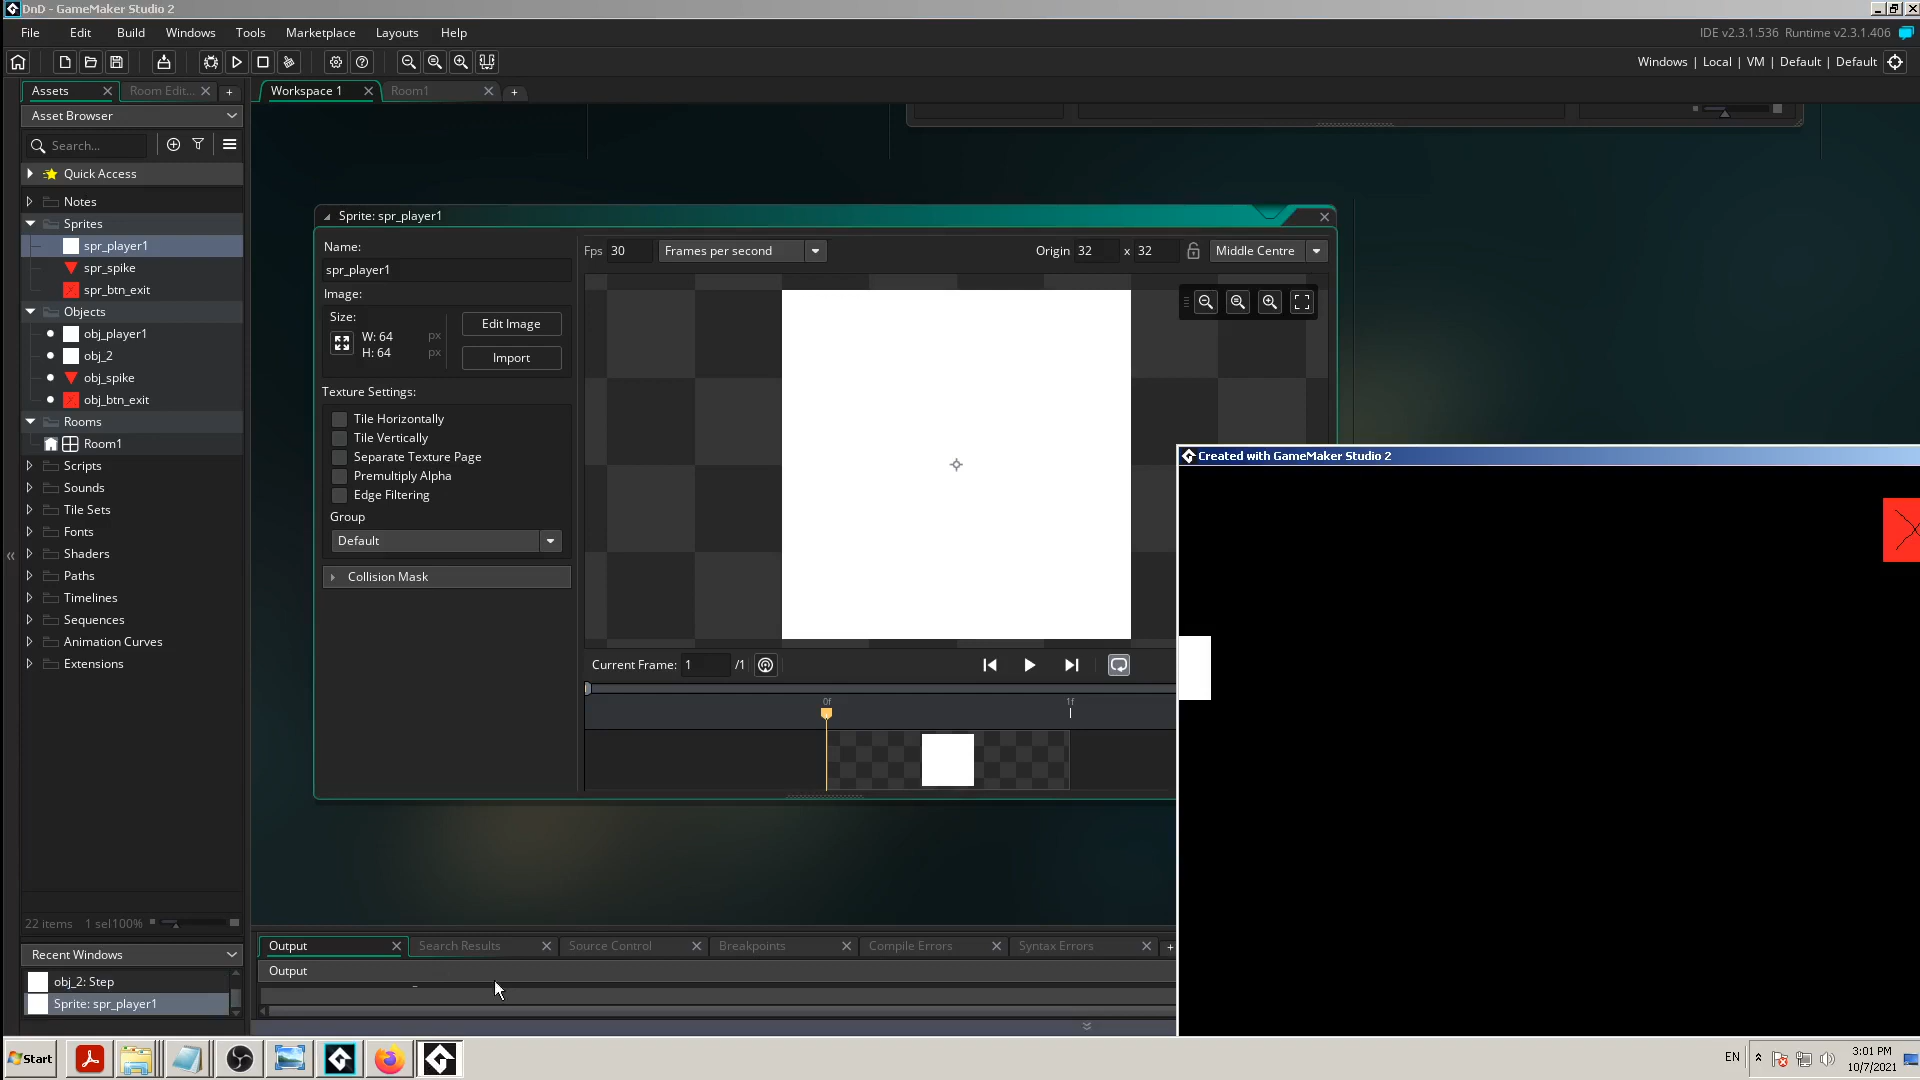 DnD - GameMaker Studio 2
File Edit Build Windows Tools Marketplace Layouts Help
IDE v2.3.1.536 Runtime v2.3.1.406
Windows | Local | VM | Default | Default
Assets Room Edit...
Workspace 1 Room1
Asset Browser
Search...
Quick Access
Notes
Sprites
spr_player1
spr_spike
spr_btn_exit
Objects
obj_player1
obj_2
obj_spike
obj_btn_exit
Rooms
Room1
Scripts
Sounds
Tile Sets
Fonts
Shaders
Paths
Timelines
Sequences
Animation Curves
Extensions
22 items 1 sel 100%
Recent Windows
obj_2: Step
Sprite: spr_player1
Sprite: spr_player1
Name:
spr_player1
Image:
Size:
W: 64 px
H: 64 px
Edit Image
Import
Texture Settings:
Tile Horizontally
Tile Vertically
Separate Texture Page
Premultiply Alpha
Edge Filtering
Group
Default
Collision Mask
Fps 30 Frames per second
Origin 32 x 32 Middle Centre
Current Frame: 1 /1
0f 1f
Created with GameMaker Studio 2
Output Search Results Source Control Breakpoints Compile Errors Syntax Errors
Output
Start
EN
3:01 PM
10/7/2021